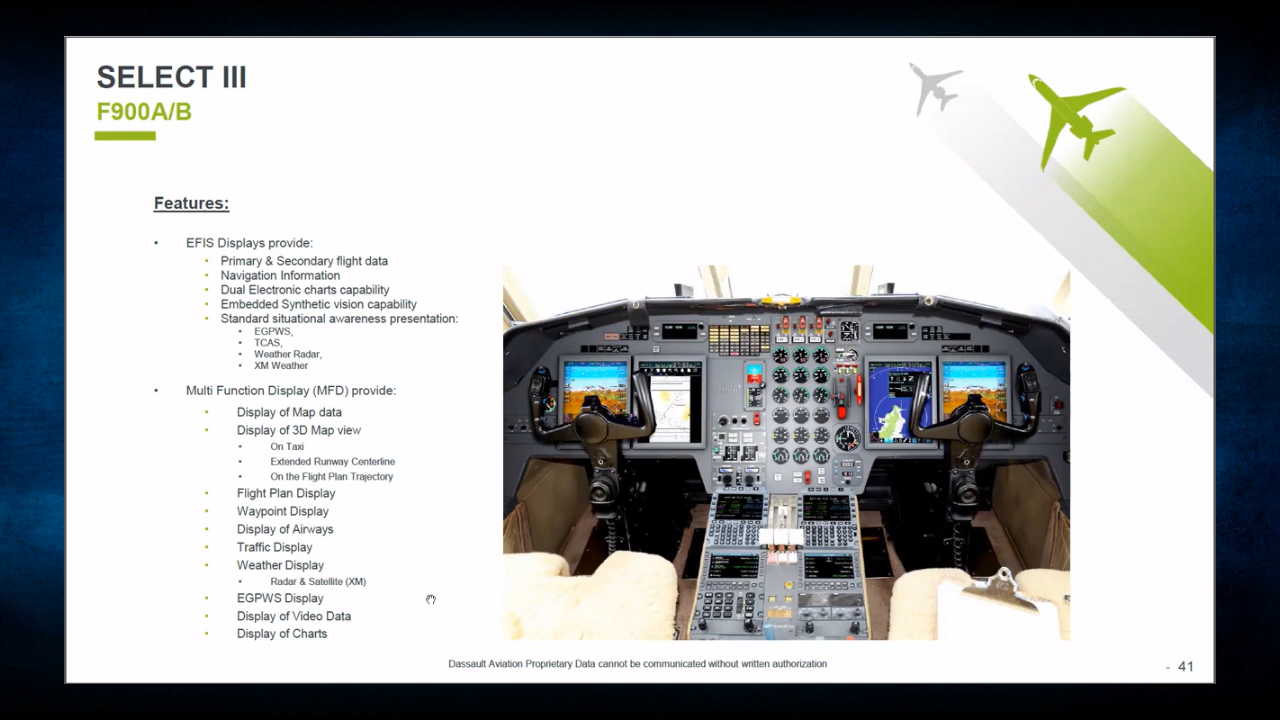 SELECT III
F900A/B
Features:
• EFIS Displays provide:
• Primary & Secondary flight data
• Navigation Information
• Dual Electronic charts capability
• Embedded Synthetic vision capability
• Standard situational awareness presentation:
• EGPWS,
• TCAS,
• Weather Radar,
• XM Weather
• Multi Function Display (MFD) provide:
• Display of Map data
• Display of 3D Map view
• On Taxi
• Extended Runway Centerline
• On the Flight Plan Trajectory
• Flight Plan Display
• Waypoint Display
• Display of Airways
• Traffic Display
• Weather Display
• Radar & Satellite (XM)
• EGPWS Display
• Display of Video Data
• Display of Charts
Dassault Aviation Proprietary Data cannot be communicated without written authorization
- 41